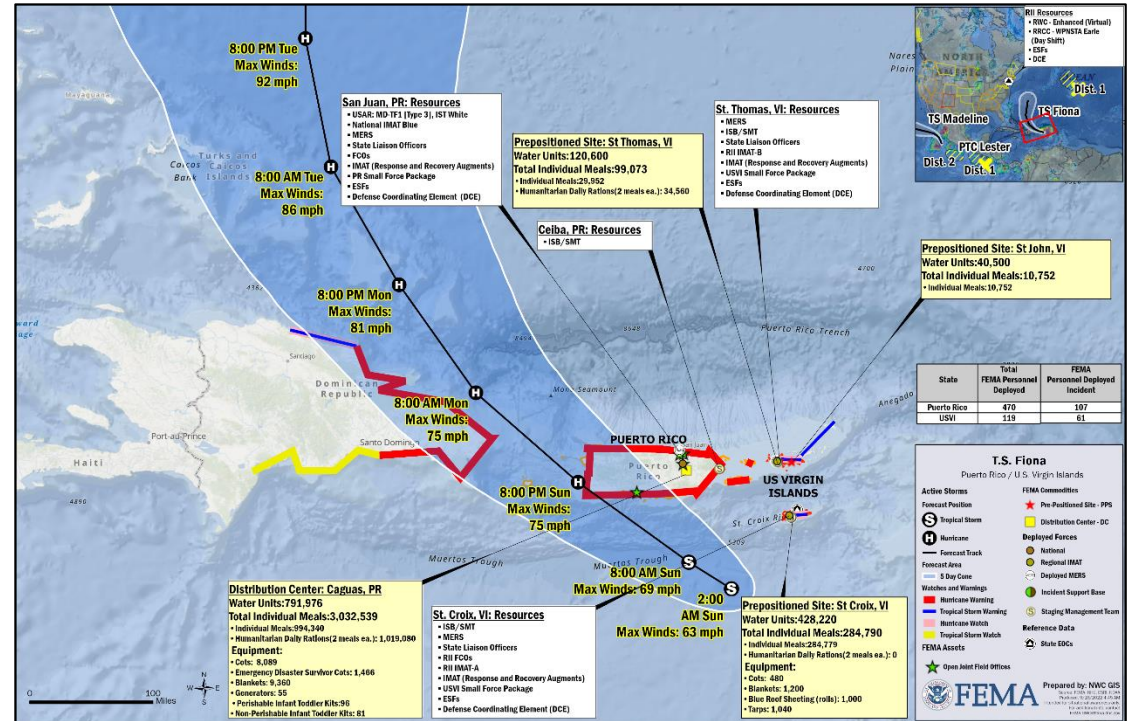 8:00 PM Tue
Max Winds:
92 mph
8:00 AM Tue
Max Winds:
86 mph
8:00 PM Mon
Max Winds:
81 mph
8:00 AM Mon
Max Winds:
75 mph
8:00 PM Sun
Max Winds:
75 mph
8:00 AM Sun
Max Winds: 69 mph
2:00
AM Sun
Max Winds: 63 mph
San Juan, PR: Resources
• USAR: MD-TF1 [Type 3], IST White
• National IMAT Blue
• MERS
• State Liaison Officers
• FCOs
• IMAT (Response and Recovery Augments)
• PR Small Force Package
• ESFs
• Defense Coordinating Element (DCE)
Prepositioned Site: St Thomas, VI
Water Units:120,600
Total Individual Meals:99,073
• Individual Meals:29,952
• Humanitarian Daily Rations(2 meals ea.): 34,560
Ceiba, PR: Resources
• ISB/SMT
St. Thomas, VI: Resources
• MERS
• ISB/SMT
• State Liaison Officers
• RII IMAT-B
• IMAT (Response and Recovery Augments)
• USVI Small Force Package
• ESFs
• Defense Coordinating Element (DCE)
RII Resources
• RWC - Enhanced (Virtual)
• RRCC - WPNSTA Earle
(Day Shift)
• ESFs
• DCE
NORTH
AMERICA
Dist. 1
TS Fiona
TS Madeline
PTC Lester
Dist. 2
Dist. 1
Prepositioned Site: St John, VI
Water Units:40,500
Total Individual Meals:10,752
• Individual Meals:10,752
State
Total FEMA Personnel Deployed
FEMA Personnel Deployed Incident
Puerto Rico 470 107
USVI 119 61
Mayaguana
Turks and
Caicos
Islands
Caicos
Bank
Nares
Plain
4367
4700
8648
8454
5209
4890
Puerto Rico Trench
Mona Seamount
Anegado
Santiago
Dominican
Republic
Santo Domingo
Port-au-Prince
Haiti
PUERTO RICO
San Juan
Puerto
Rico
US VIRGIN
ISLANDS
Muertos Trough
Muertos Trough
Distribution Center: Caguas, PR
Water Units:791,976
Total Individual Meals:3,032,539
• Individual Meals:994,340
• Humanitarian Daily Rations(2 meals ea.): 1,019,080
Equipment:
• Cots: 8,089
• Emergency Disaster Survivor Cots: 1,466
• Blankets: 9,360
• Generators: 55
• Perishable Infant Toddler Kits:96
• Non-Perishable Infant Toddler Kits: 81
St. Croix, VI: Resources
• ISB/SMT
• MERS
• State Liaison Officers
• RII FCOs
• RII IMAT-A
• IMAT (Response and Recovery Augments)
• USVI Small Force Package
• ESFs
• Defense Coordinating Element (DCE)
Prepositioned Site: St Croix, VI
Water Units:428,220
Total Individual Meals:284,790
• Individual Meals:284,779
• Humanitarian Daily Rations(2 meals ea.): 0
Equipment:
• Cots: 480
• Blankets: 1,200
• Roof Sheeting (rolls): 1,000
• Tarps: 1,040
T.S. Fiona
Puerto Rico / U.S. Virgin Islands
Active Storms
Forecast Position
S Tropical Storm
H Hurricane
Forecast Track
Forecast Area
5 Day Cone
Watches and Warnings
Hurricane Warning
Tropical Storm Warning
Hurricane Watch
Tropical Storm Watch
FEMA Assets
Open Joint Field Offices
FEMA Commodities
Pre-Positioned Site - PPS
Distribution Center - DC
Deployed Forces
National
Regional IMAT
Deployed MERS
Incident Support Base
S Staging Management Team
Reference Data
State EOCs
FEMA
Prepared by: NWC GIS
0 100
Miles
N
W E
S